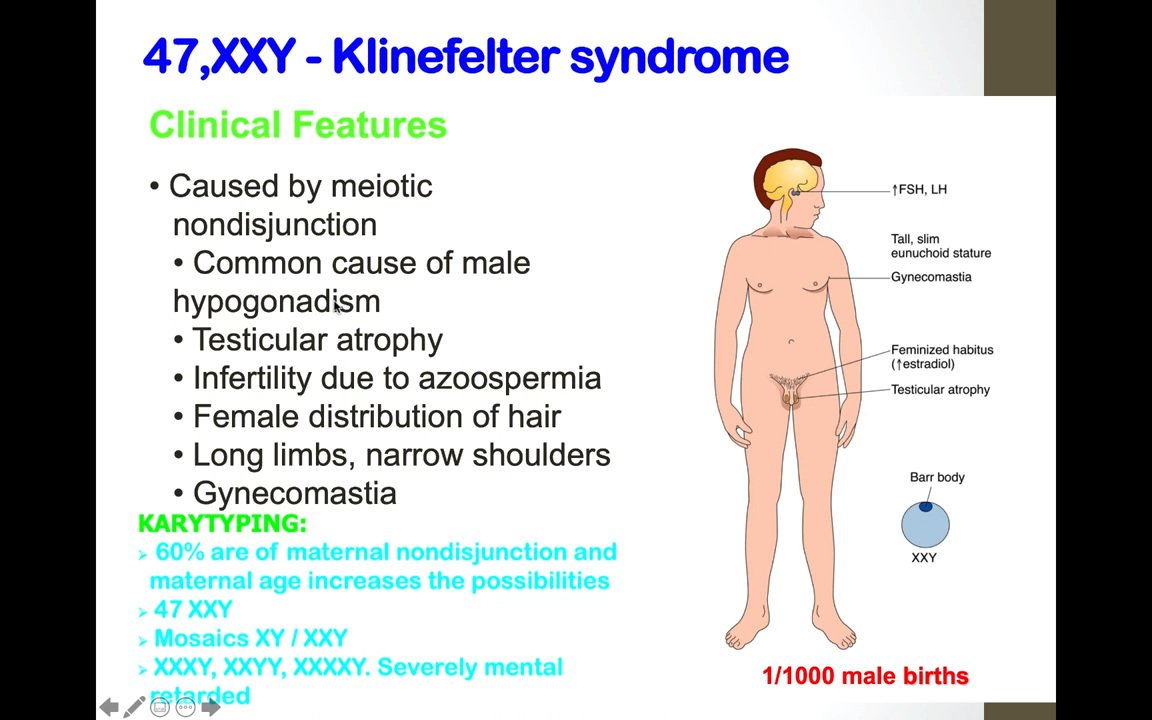 47,XXY - Klinefelter syndrome
Clinical Features
• Caused by meiotic
nondisjunction
• Common cause of male
hypogonadism
• Testicular atrophy
• Infertility due to azoospermia
• Female distribution of hair
• Long limbs, narrow shoulders
• Gynecomastia
KARYTYPING:
➢ 60% are of maternal nondisjunction and
maternal age increases the possibilities
➢ 47 XXY
➢ Mosaics XY / XXY
➢ XXXY, XXYY, XXXXY. Severely mental
retarded
↑FSH, LH
Tall, slim
eunuchoid stature
Gynecomastia
Feminized habitus
(↑estradiol)
Testicular atrophy
Barr body
XXY
1/1000 male births